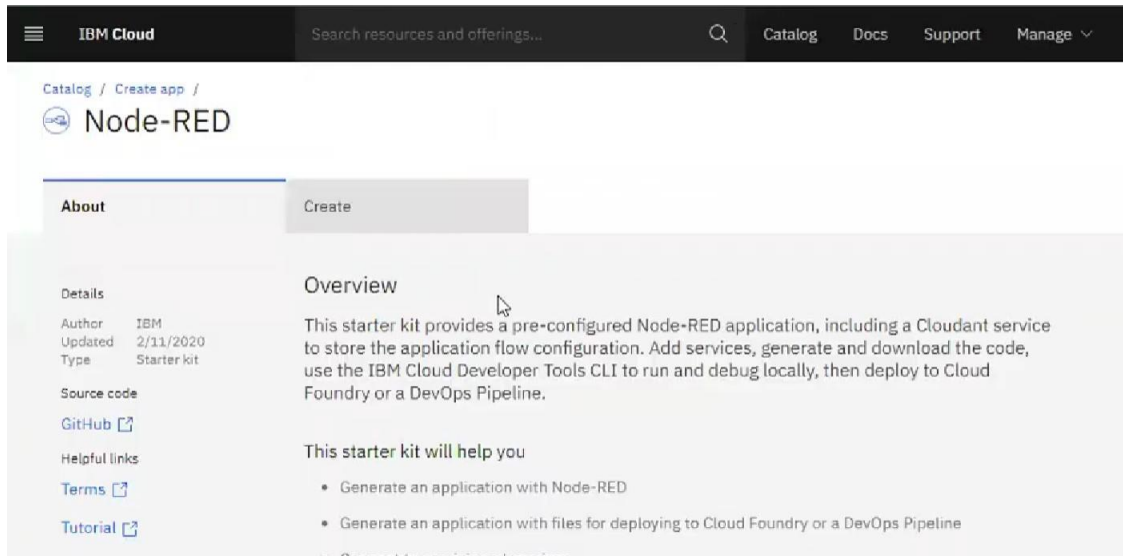 IBM Cloud
Search resources and offerings...
Catalog
Docs
Support
Manage
Catalog / Create app /
Node-RED
About
Create
Details
Author IBM
Updated 2/11/2020
Type Starter kit
Source code
GitHub
Helpful links
Terms
Tutorial
Overview
This starter kit provides a pre-configured Node-RED application, including a Cloudant service
to store the application flow configuration. Add services, generate and download the code,
use the IBM Cloud Developer Tools CLI to run and debug locally, then deploy to Cloud
Foundry or a DevOps Pipeline.
This starter kit will help you
• Generate an application with Node-RED
• Generate an application with files for deploying to Cloud Foundry or a DevOps Pipeline